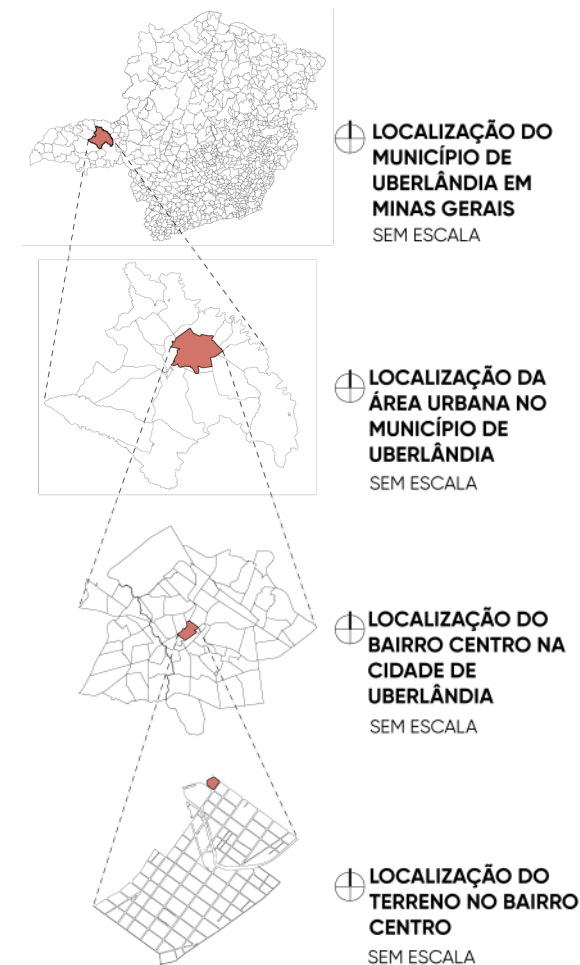 LOCALIZAÇÃO DO
MUNICÍPIO DE
UBERLÂNDIA EM
MINAS GERAIS
SEM ESCALA
LOCALIZAÇÃO DA
ÁREA URBANA NO
MUNICÍPIO DE
UBERLÂNDIA
SEM ESCALA
LOCALIZAÇÃO DO
BAIRRO CENTRO NA
CIDADE DE
UBERLÂNDIA
SEM ESCALA
LOCALIZAÇÃO DO
TERRENO NO BAIRRO
CENTRO
SEM ESCALA